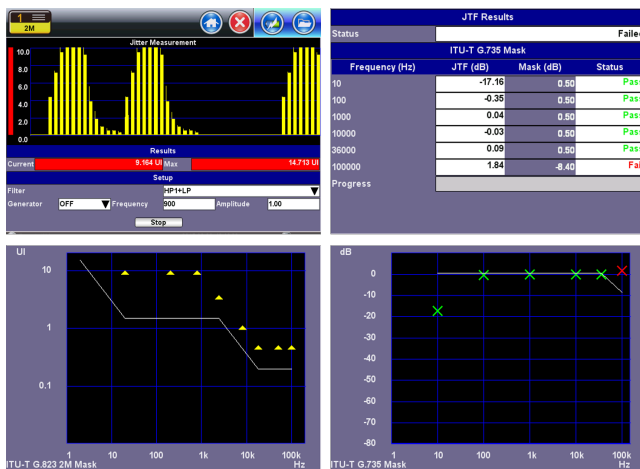 1
2M
Jitter Measurement
10.0
8.0
6.0
4.0
2.0
0.0
Results
Current 9.164 UI Max 14.713 UI
Setup
Filter HP1+LP
Generator OFF Frequency 900 Amplitude 1.00
Stop
JTF Results
Status Failed
ITU-T G.735 Mask
Frequency (Hz) JTF (dB) Mask (dB) Status
10 -17.16 0.50 Pas
100 -0.35 0.50 Pas
1000 0.04 0.50 Pas
10000 -0.03 0.50 Pas
36000 0.09 0.50 Pas
100000 1.84 -8.40 Fai
Progress
UI
10
1
0.1
1 10 100 1k 10k 100k
ITU-T G.823 2M Mask Hz
dB
0
-10
-20
-30
-40
-50
-60
-70
-80
1 10 100 1k 10k 100k
ITU-T G.735 Mask Hz